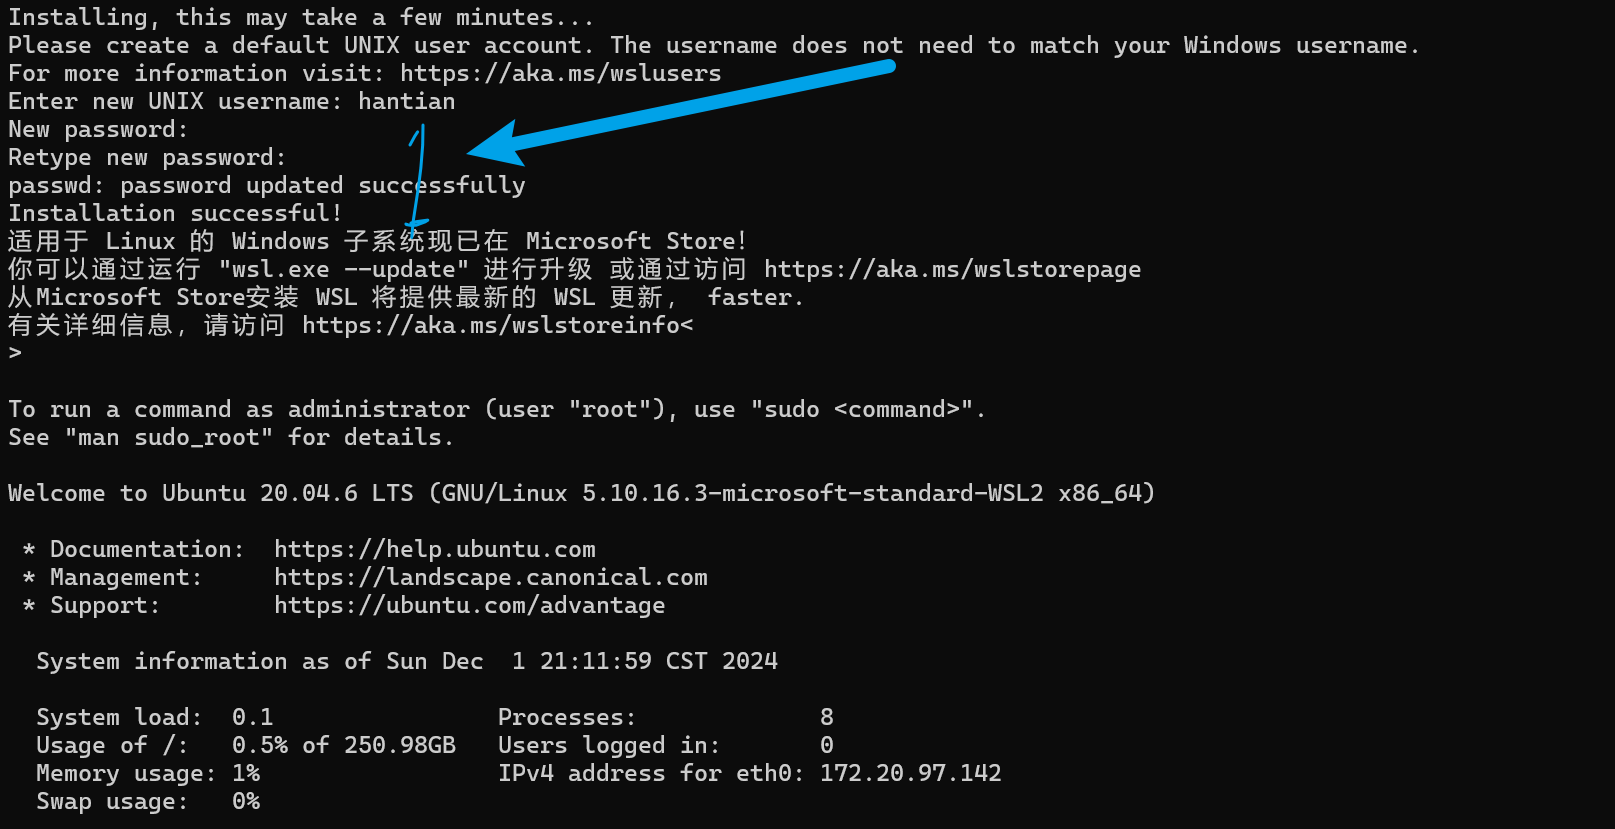 Installing, this may take a few minutes...
Please create a default UNIX user account. The username does not need to match your Windows username.
For more information visit: https://aka.ms/wslusers
Enter new UNIX username: hantian
New password:
Retype new password:
passwd: password updated successfully
Installation successful!
适用于 Linux 的 Windows 子系统现已在 Microsoft Store!
你可以通过运行 "wsl.exe --update" 进行升级 或通过访问 https://aka.ms/wslstorepage
从Microsoft Store安装 WSL 将提供最新的 WSL 更新， faster.
有关详细信息，请访问 https://aka.ms/wslstoreinfo<
>
To run a command as administrator (user "root"), use "sudo <command>".
See "man sudo_root" for details.
Welcome to Ubuntu 20.04.6 LTS (GNU/Linux 5.10.16.3-microsoft-standard-WSL2 x86_64)
* Documentation:  https://help.ubuntu.com
* Management:     https://landscape.canonical.com
* Support:        https://ubuntu.com/advantage
System information as of Sun Dec  1 21:11:59 CST 2024
System load:  0.1                Processes:             8
Usage of /:   0.5% of 250.98GB   Users logged in:       0
Memory usage: 1%                 IPv4 address for eth0: 172.20.97.142
Swap usage:   0%